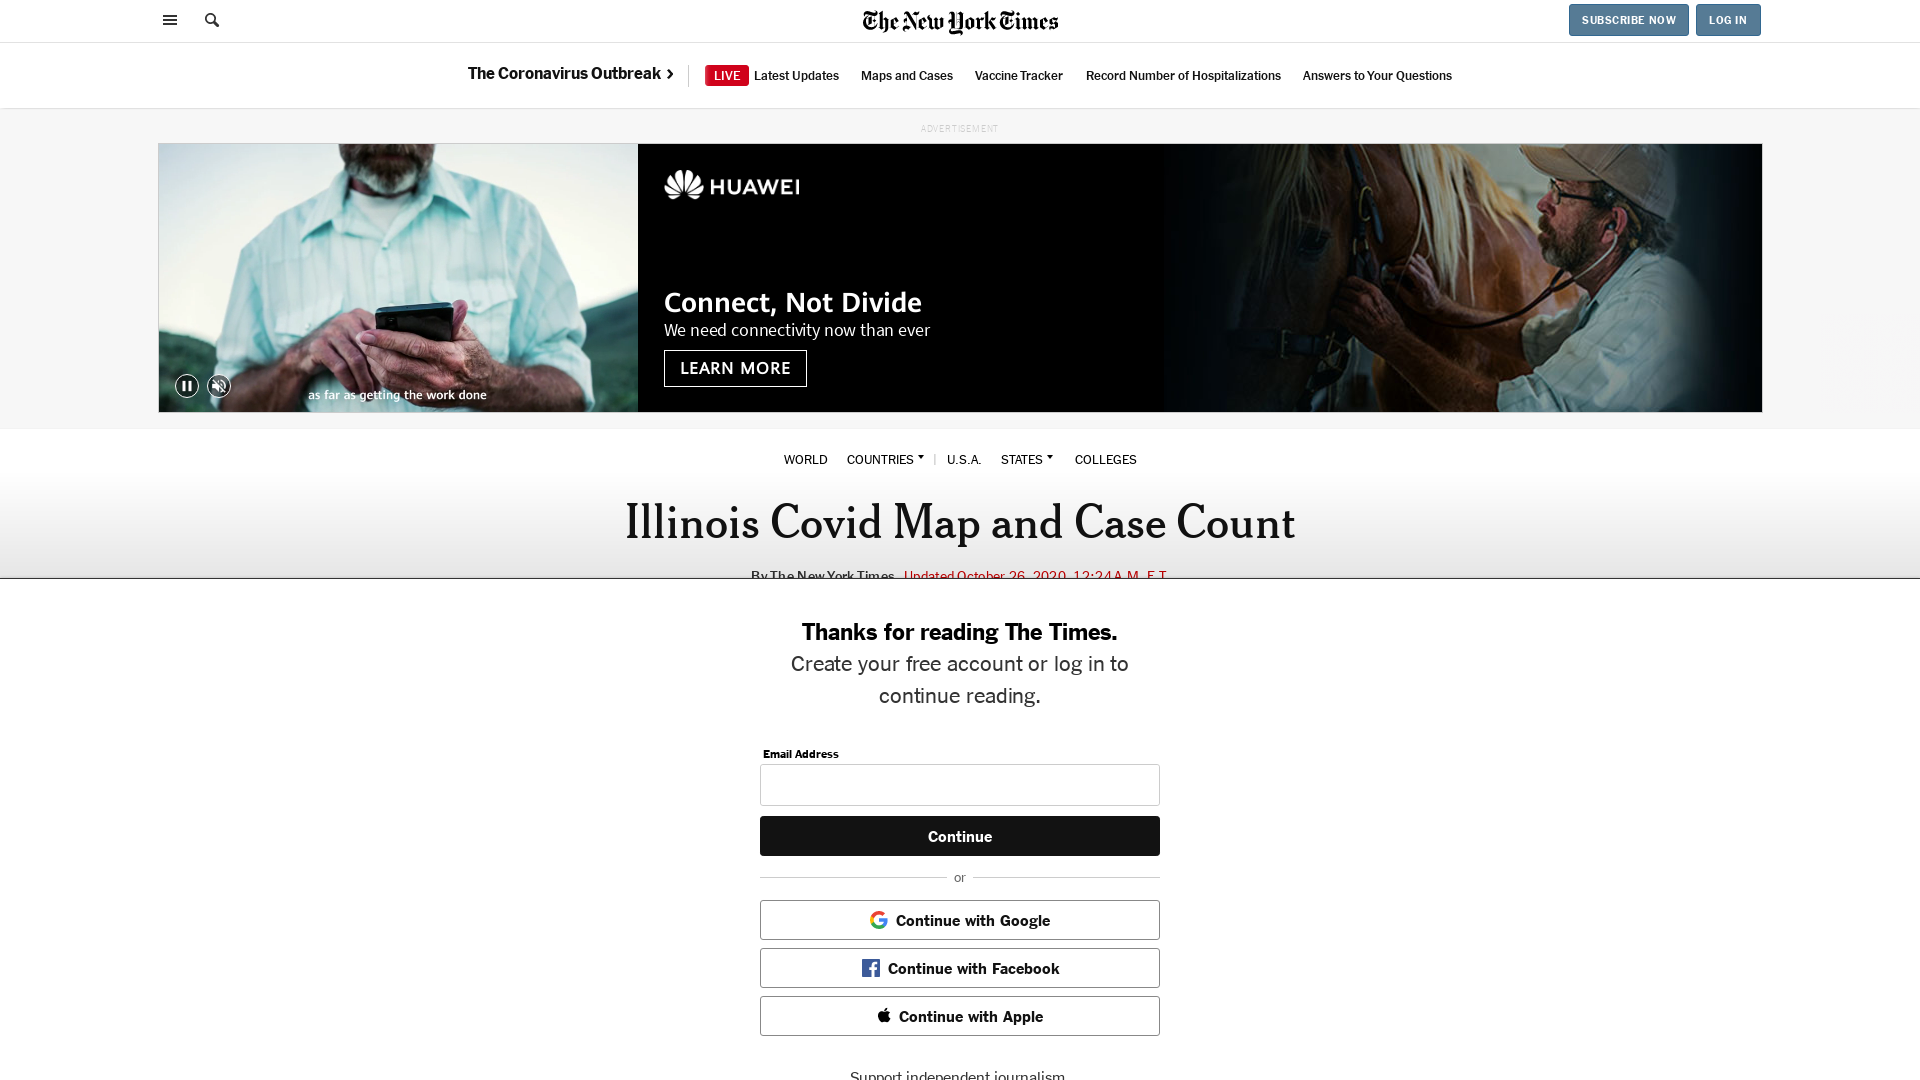 The New York Times
SUBSCRIBE NOW
LOG IN
The Coronavirus Outbreak
LIVE Latest Updates
Maps and Cases
Vaccine Tracker
Record Number of Hospitalizations
Answers to Your Questions
ADVERTISEMENT
HUAWEI
Connect, Not Divide
We need connectivity now than ever
LEARN MORE
as far as getting the work done
WORLD
COUNTRIES
U.S.A.
STATES
COLLEGES
Illinois Covid Map and Case Count
By The New York Times Updated October 26, 2020, 12:24 A.M. E.T.
Thanks for reading The Times.
Create your free account or log in to
continue reading.
Email Address
Continue
or
Continue with Google
Continue with Facebook
Continue with Apple
Support independent journalism